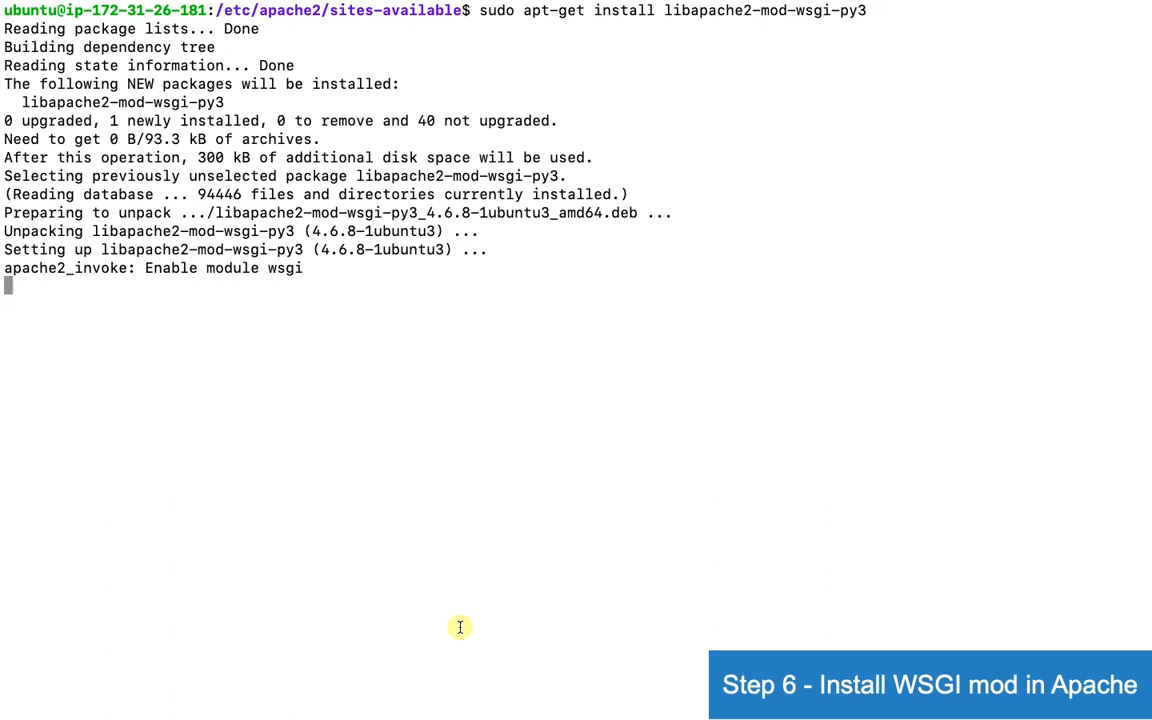 ubuntu@ip-172-31-26-181:/etc/apache2/sites-available$ sudo apt-get install libapache2-mod-wsgi-py3
Reading package lists... Done
Building dependency tree
Reading state information... Done
The following NEW packages will be installed:
  libapache2-mod-wsgi-py3
0 upgraded, 1 newly installed, 0 to remove and 40 not upgraded.
Need to get 0 B/93.3 kB of archives.
After this operation, 300 kB of additional disk space will be used.
Selecting previously unselected package libapache2-mod-wsgi-py3.
(Reading database ... 94446 files and directories currently installed.)
Preparing to unpack .../libapache2-mod-wsgi-py3_4.6.8-1ubuntu3_amd64.deb ...
Unpacking libapache2-mod-wsgi-py3 (4.6.8-1ubuntu3) ...
Setting up libapache2-mod-wsgi-py3 (4.6.8-1ubuntu3) ...
apache2_invoke: Enable module wsgi
Step 6 - Install WSGI mod in Apache